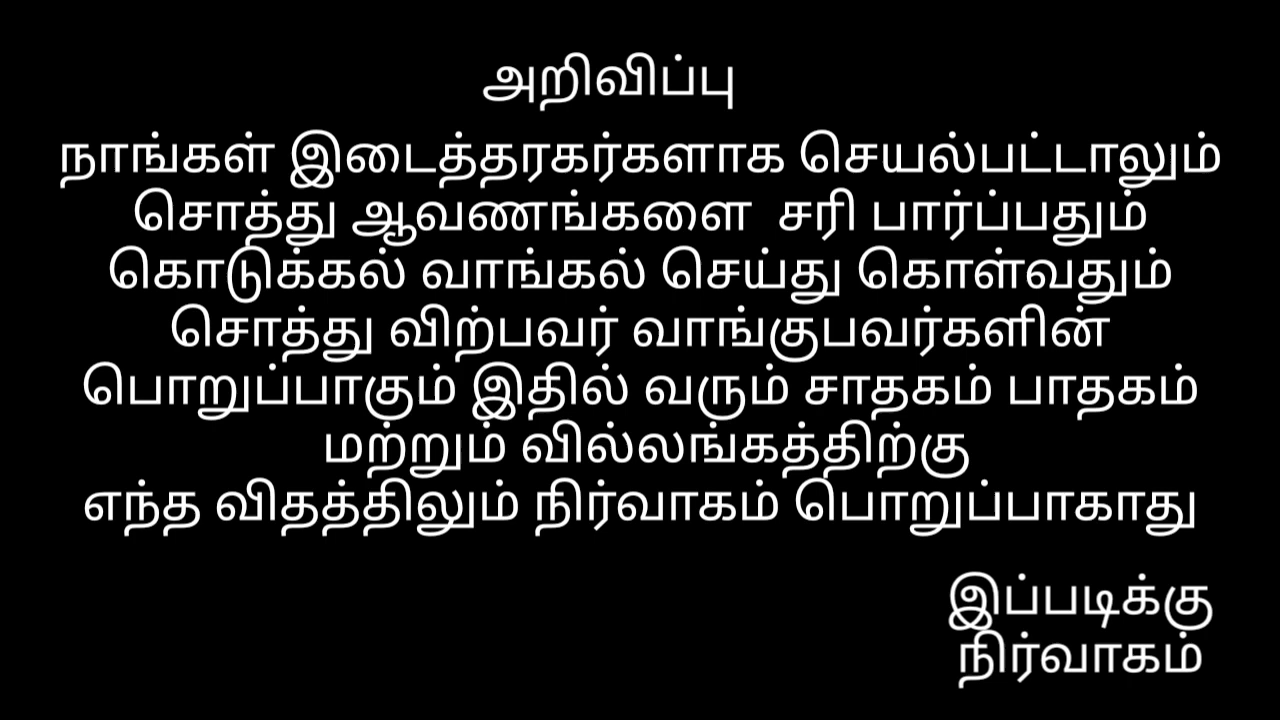 அறிவிப்பு
நாங்கள் இடைத்தரகர்களாக செயல்பட்டாலும்
சொத்து ஆவணங்களை சரி பார்ப்பதும்
கொடுக்கல் வாங்கல் செய்து கொள்வதும்
சொத்து விற்பவர் வாங்குபவர்களின்
பொறுப்பாகும் இதில் வரும் சாதகம் பாதகம்
மற்றும் வில்லங்கத்திற்கு
எந்த விதத்திலும் நிர்வாகம் பொறுப்பாகாது
இப்படிக்கு
நிர்வாகம்